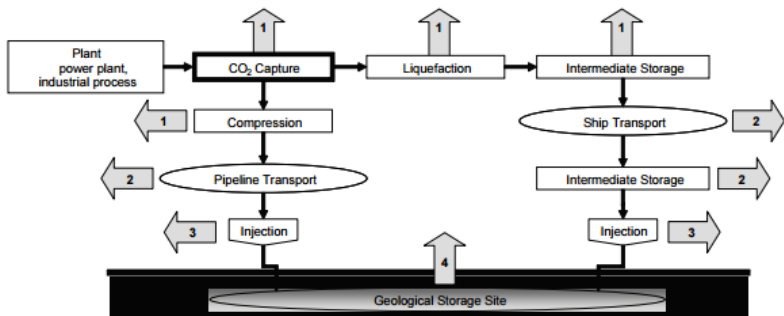 1
1
1
Plant
power plant,
industrial process
CO₂ Capture
Liquefaction
Intermediate Storage
1
Compression
Ship Transport
2
2
Pipeline Transport
Intermediate Storage
2
3
Injection
Injection
3
4
Geological Storage Site